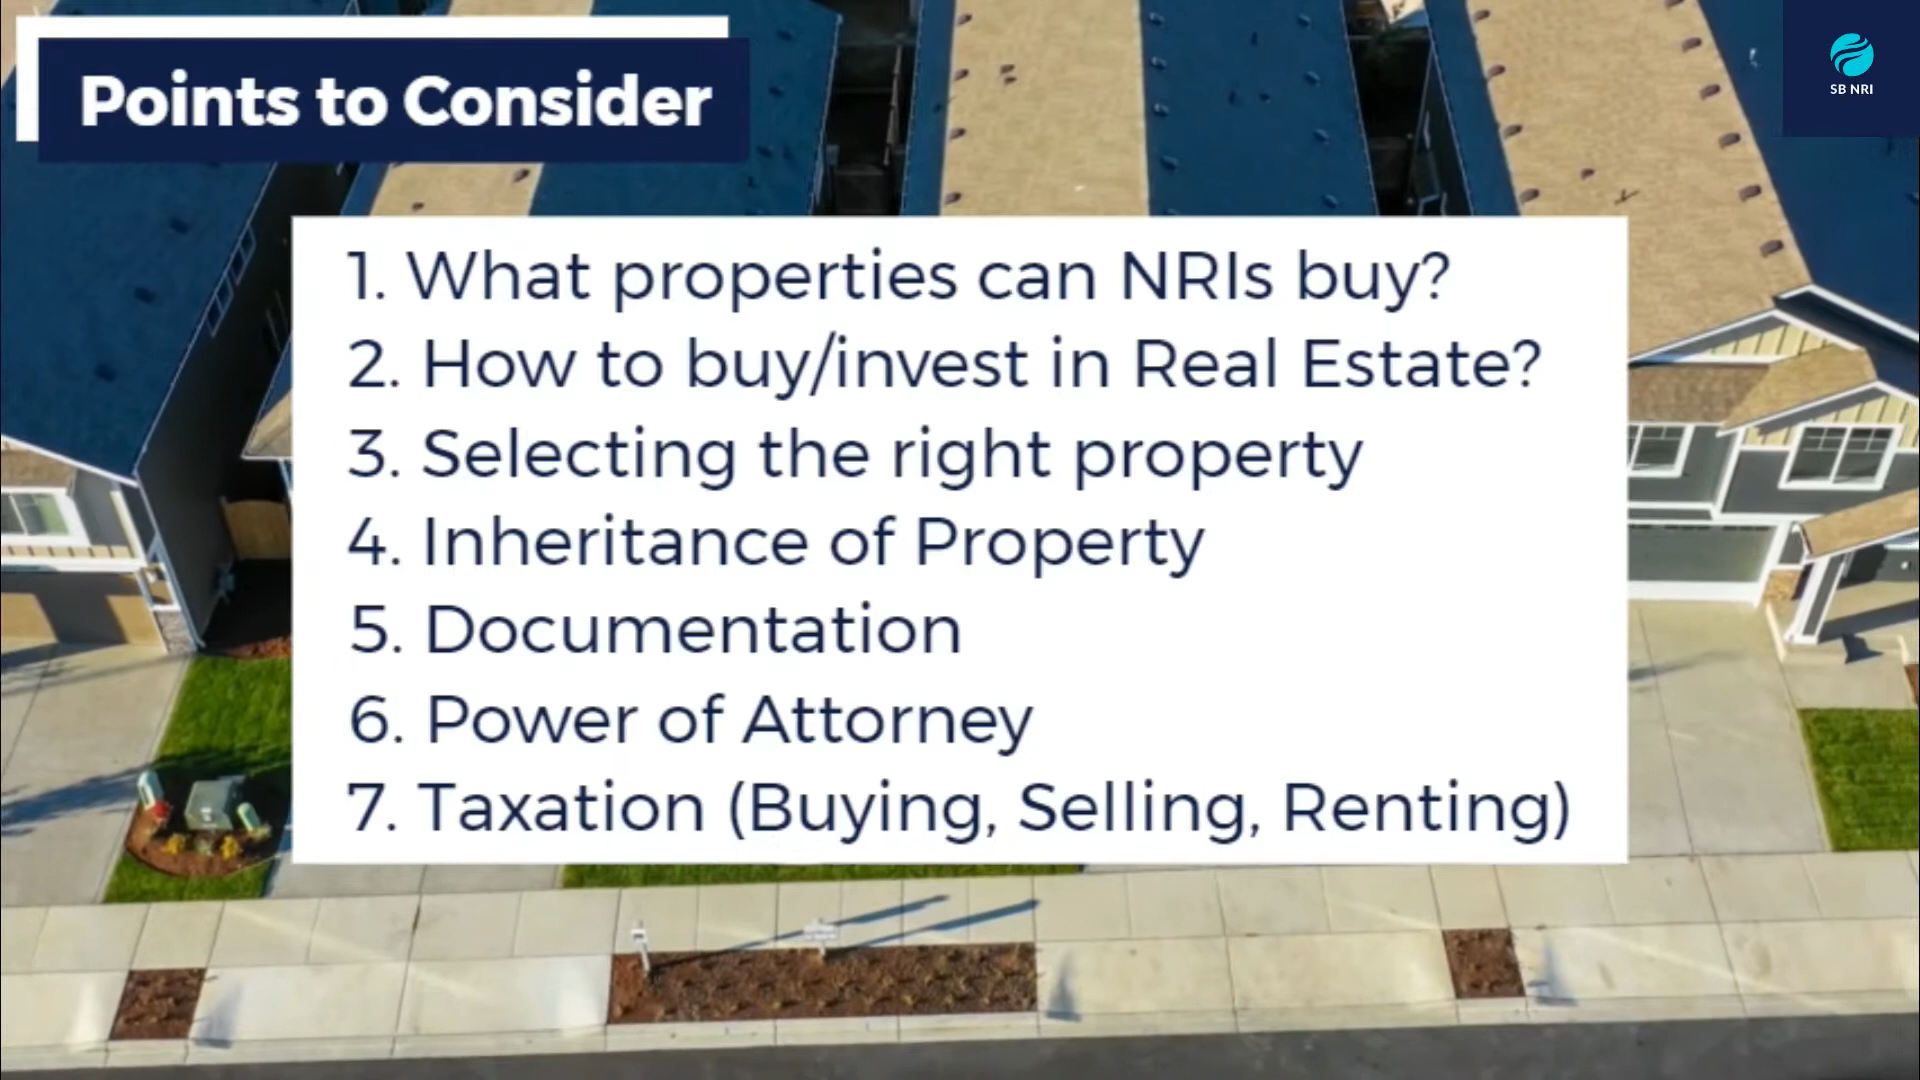 Points to Consider
SB NRI
1. What properties can NRIs buy?
2. How to buy/invest in Real Estate?
3. Selecting the right property
4. Inheritance of Property
5. Documentation
6. Power of Attorney
7. Taxation (Buying, Selling, Renting)